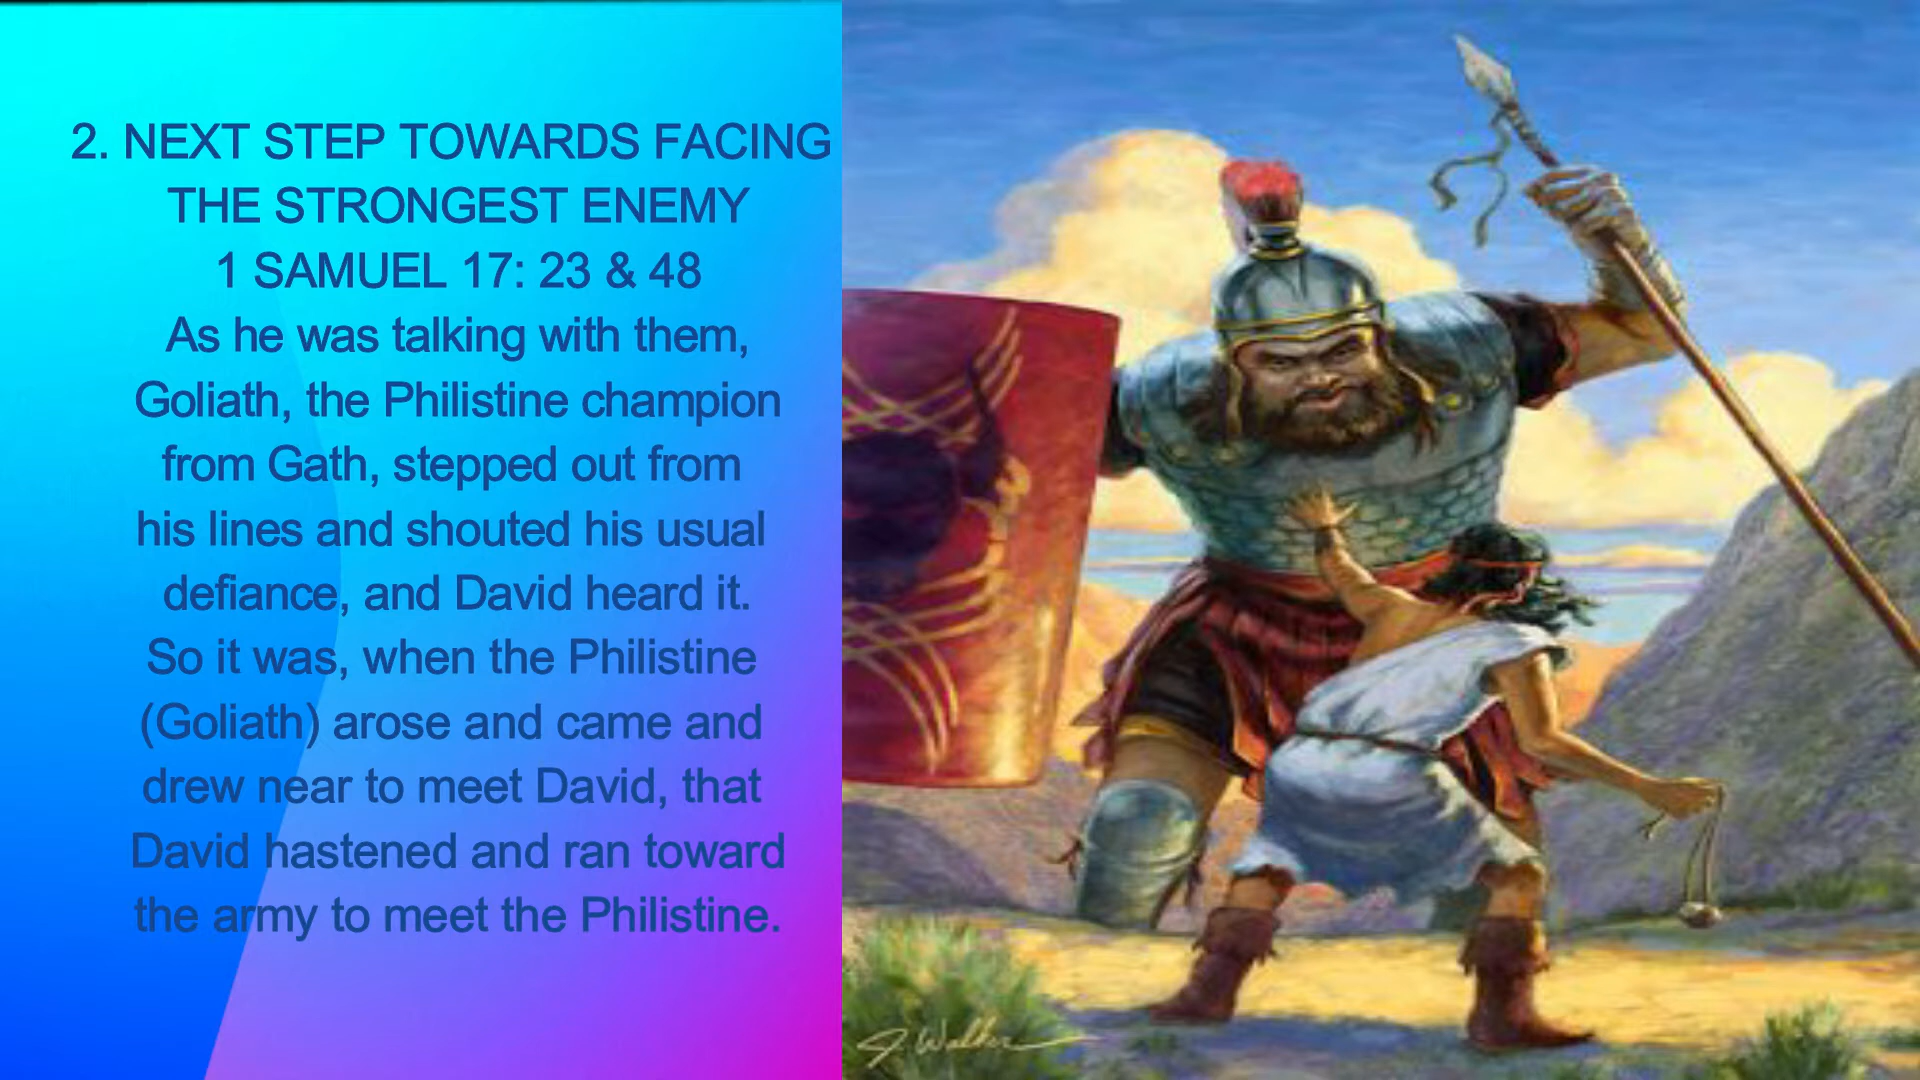 2. NEXT STEP TOWARDS FACING
THE STRONGEST ENEMY
1 SAMUEL 17: 23 & 48
As he was talking with them,
Goliath, the Philistine champion
from Gath, stepped out from
his lines and shouted his usual
defiance, and David heard it.
So it was, when the Philistine
(Goliath) arose and came and
drew near to meet David, that
David hastened and ran toward
the army to meet the Philistine.
J. Walker